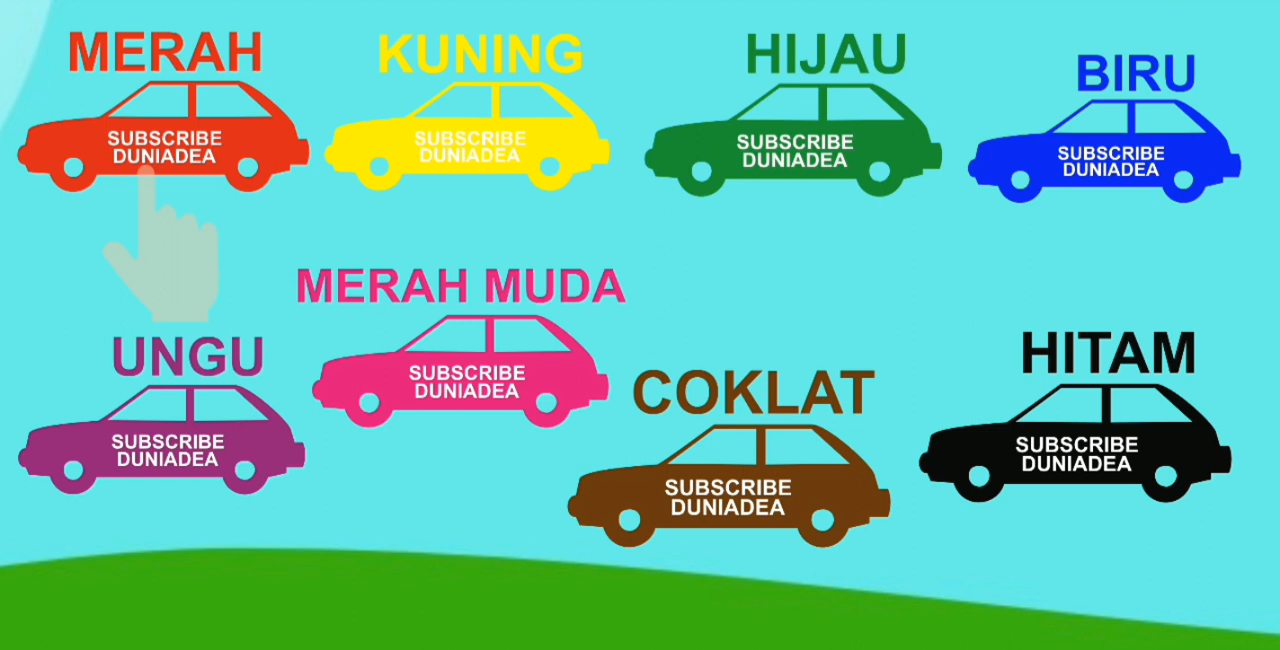 MERAH
SUBSCRIBE
DUNIADEA
KUNING
SUBSCRIBE
DUNIADEA
HIJAU
SUBSCRIBE
DUNIADEA
BIRU
SUBSCRIBE
DUNIADEA
UNGU
SUBSCRIBE
DUNIADEA
MERAH MUDA
SUBSCRIBE
DUNIADEA
COKLAT
SUBSCRIBE
DUNIADEA
HITAM
SUBSCRIBE
DUNIADEA